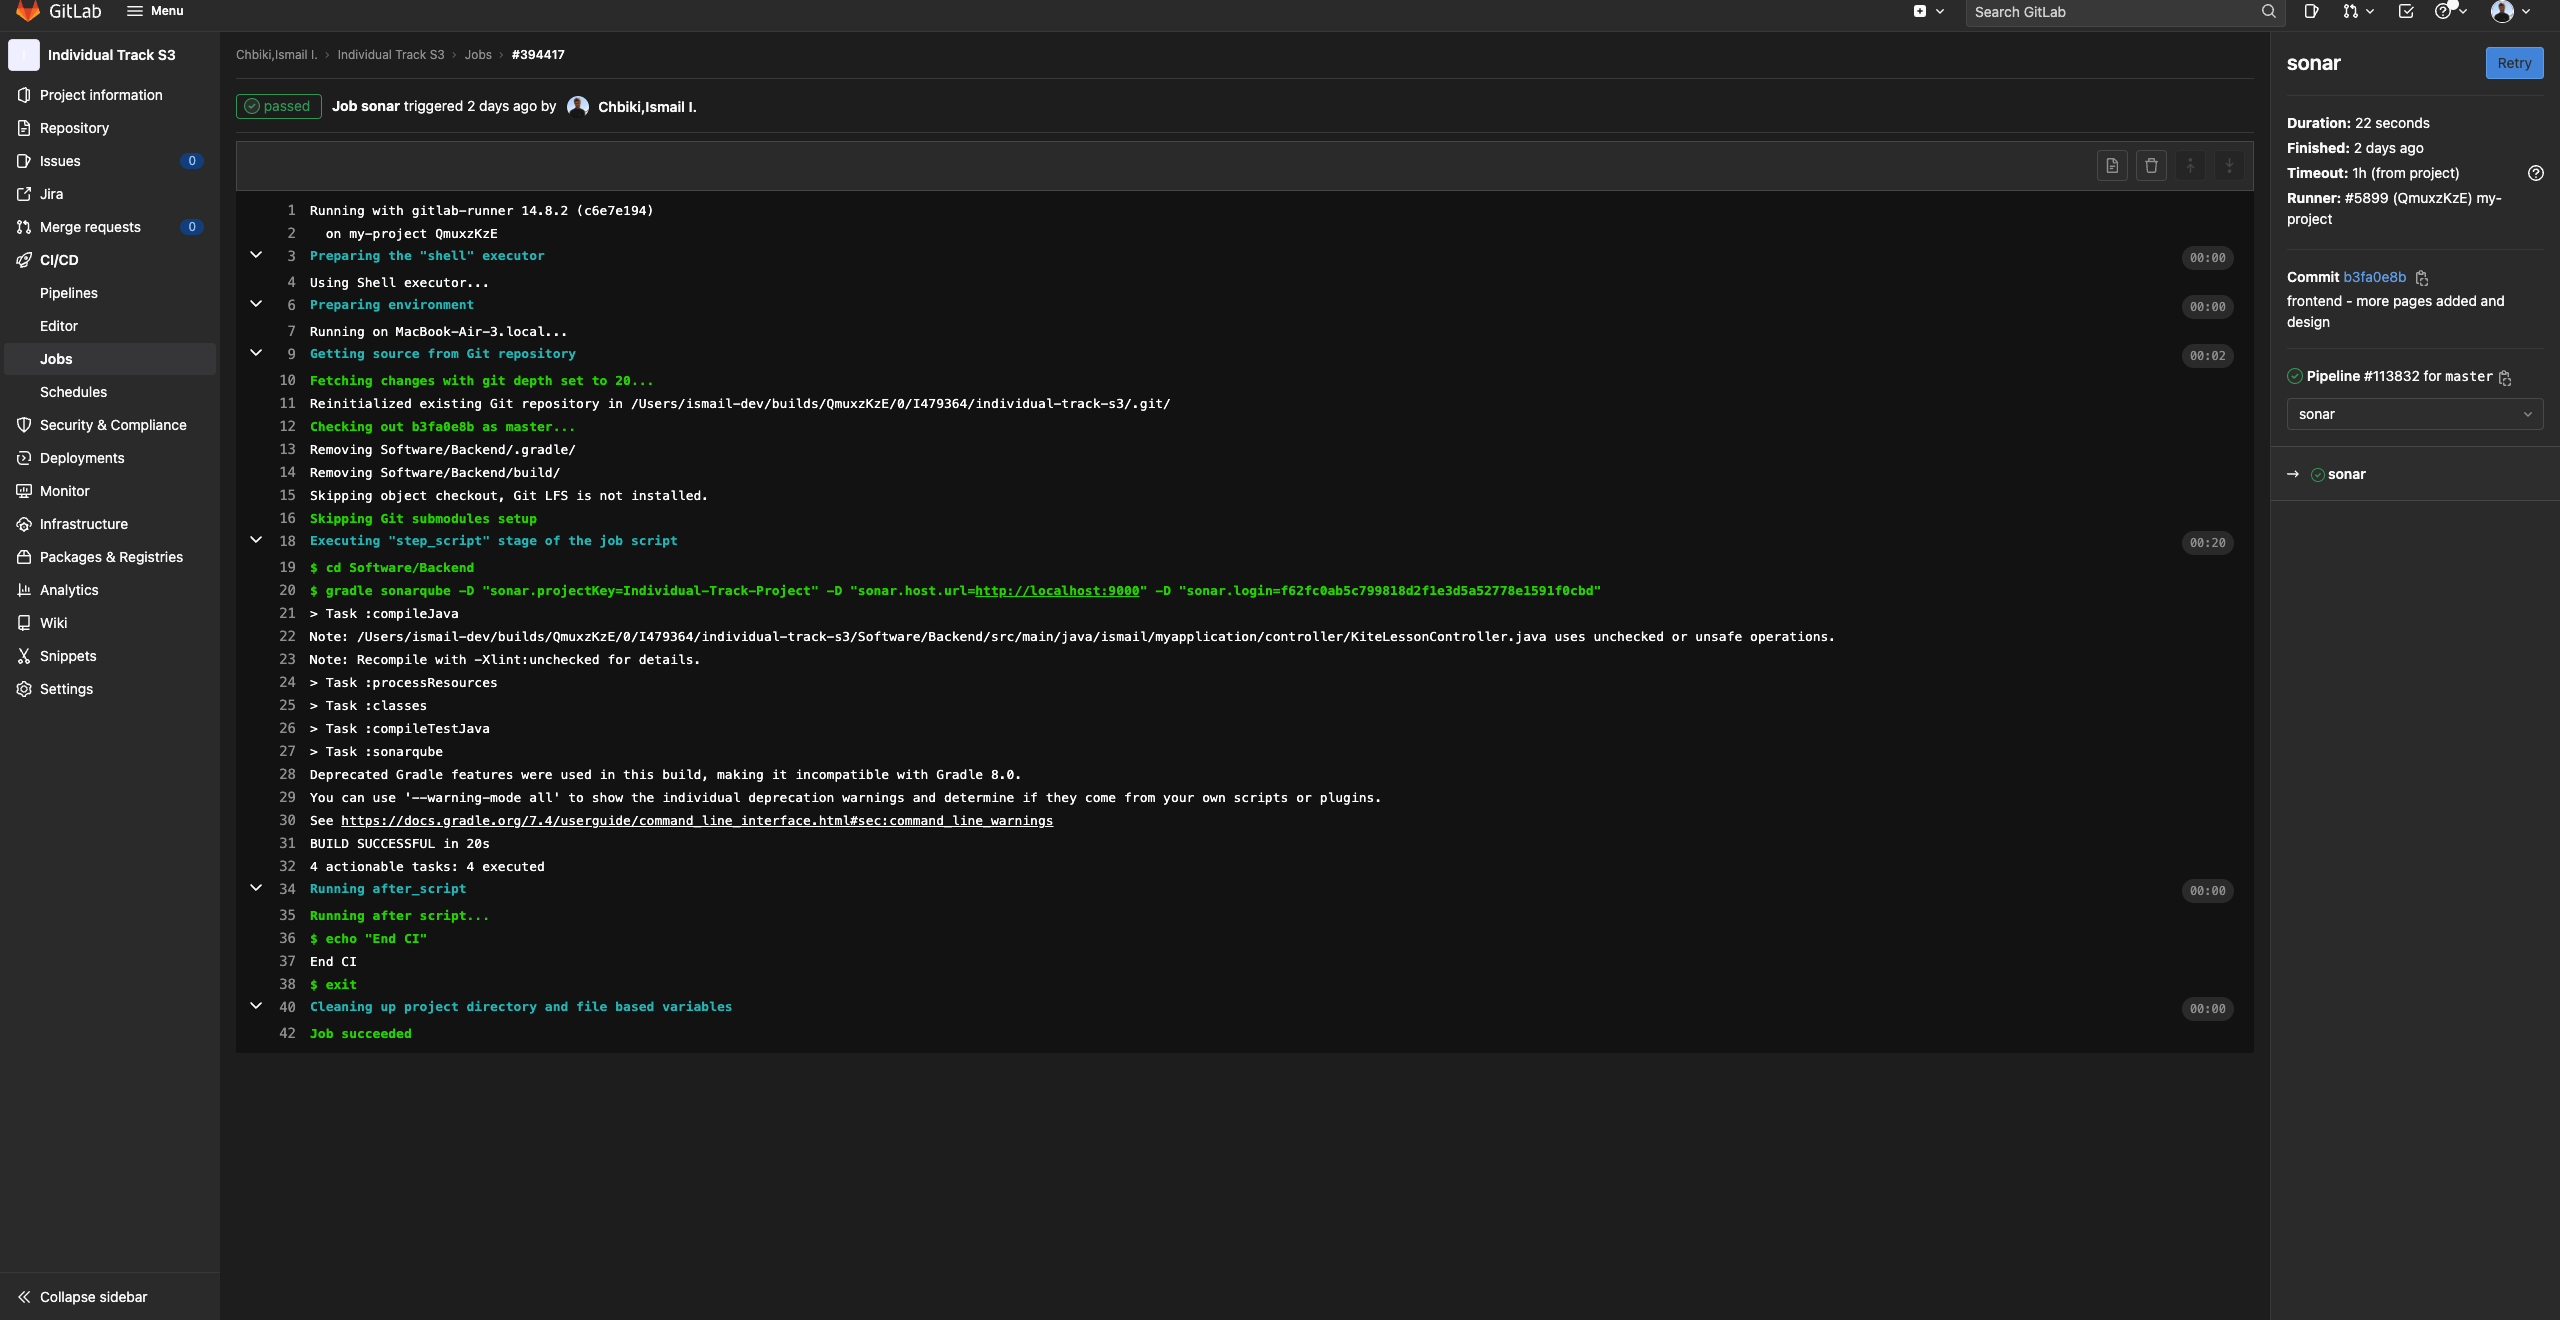 GitLab
Menu
Search GitLab
Individual Track S3
Project information
Repository
Issues 0
Jira
Merge requests 0
CI/CD
Pipelines
Editor
Jobs
Schedules
Security & Compliance
Deployments
Monitor
Infrastructure
Packages & Registries
Analytics
Wiki
Snippets
Settings
Collapse sidebar
Chbiki,Ismail I. › Individual Track S3 › Jobs › #394417
passed Job sonar triggered 2 days ago by Chbiki,Ismail I.
1 Running with gitlab-runner 14.8.2 (c6e7e194)
2 on my-project QmuxzKzE
3 Preparing the "shell" executor 00:00
4 Using Shell executor...
6 Preparing environment 00:00
7 Running on MacBook-Air-3.local...
9 Getting source from Git repository 00:02
10 Fetching changes with git depth set to 20...
11 Reinitialized existing Git repository in /Users/ismail-dev/builds/QmuxzKzE/0/I479364/individual-track-s3/.git/
12 Checking out b3fa0e8b as master...
13 Removing Software/Backend/.gradle/
14 Removing Software/Backend/build/
15 Skipping object checkout, Git LFS is not installed.
16 Skipping Git submodules setup
18 Executing "step_script" stage of the job script 00:20
19 $ cd Software/Backend
20 $ gradle sonarqube -D "sonar.projectKey=Individual-Track-Project" -D "sonar.host.url=http://localhost:9000" -D "sonar.login=f62fc0ab5c799818d2f1e3d5a52778e1591f0cbd"
21 > Task :compileJava
22 Note: /Users/ismail-dev/builds/QmuxzKzE/0/I479364/individual-track-s3/Software/Backend/src/main/java/ismail/myapplication/controller/KiteLessonController.java uses unchecked or unsafe operations.
23 Note: Recompile with -Xlint:unchecked for details.
24 > Task :processResources
25 > Task :classes
26 > Task :compileTestJava
27 > Task :sonarqube
28 Deprecated Gradle features were used in this build, making it incompatible with Gradle 8.0.
29 You can use '--warning-mode all' to show the individual deprecation warnings and determine if they come from your own scripts or plugins.
30 See https://docs.gradle.org/7.4/userguide/command_line_interface.html#sec:command_line_warnings
31 BUILD SUCCESSFUL in 20s
32 4 actionable tasks: 4 executed
34 Running after_script 00:00
35 Running after script...
36 $ echo "End CI"
37 End CI
38 $ exit
40 Cleaning up project directory and file based variables 00:00
42 Job succeeded
sonar
Retry
Duration: 22 seconds
Finished: 2 days ago
Timeout: 1h (from project)
Runner: #5899 (QmuxzKzE) my-
project
Commit b3fa0e8b
frontend - more pages added and
design
Pipeline #113832 for master
sonar
→ sonar